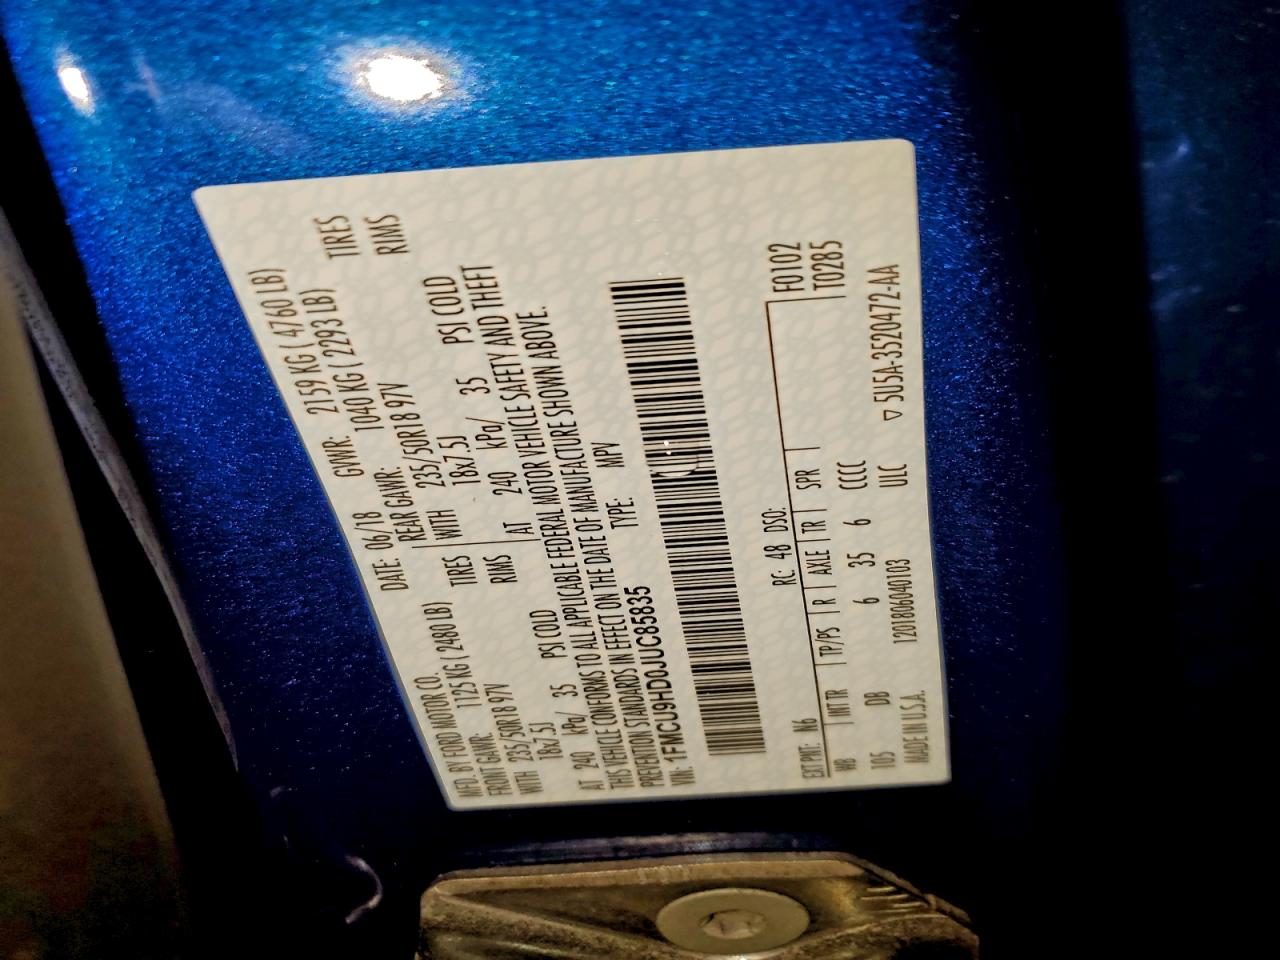 MFD. BY FORD MOTOR CO.
DATE: 06/18 GVWR: 2159 KG ( 4760 LB)
FRONT GAWR: 1125 KG ( 2480 LB)
REAR GAWR: 1040 KG ( 2293 LB)
WITH 235/50R18 97V TIRES
WITH 235/50R18 97V TIRES
18x7.5J RIMS
18x7.5J RIMS
AT 240 kPa/ 35 PSI COLD
AT 240 kPa/ 35 PSI COLD
THIS VEHICLE CONFORMS TO ALL APPLICABLE FEDERAL MOTOR VEHICLE SAFETY AND THEFT
PREVENTION STANDARDS IN EFFECT ON THE DATE OF MANUFACTURE SHOWN ABOVE.
VIN: 1FMCU9HD0JUC85835 TYPE: MPV
EXT PNT: N6 RC: 48 DSO: F0102
WB INT TR TP/PS R AXLE TR SPR T0285
105 DB 6 35 6 CCCC
MADE IN U.S.A. 120180604​0103 ULC ▽ 5U5A-3520472-AA